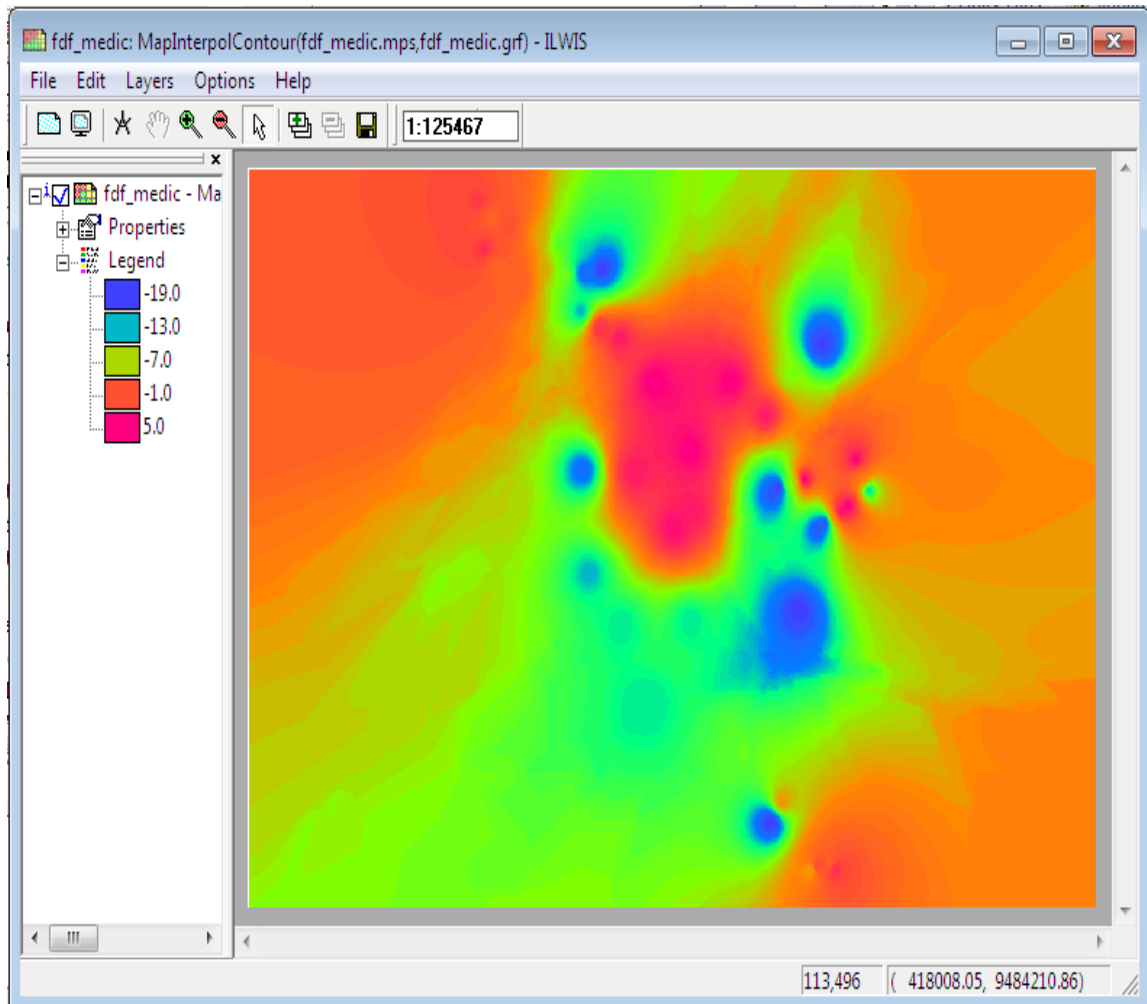 fdf_medic: MapInterpolContour(fdf_medic.mps,fdf_medic.grf) - ILWIS
File Edit Layers Options Help
1:125467
fdf_medic - Ma
Properties
Legend
-19.0
-13.0
-7.0
-1.0
5.0
113,496 ( 418008.05, 9484210.86)